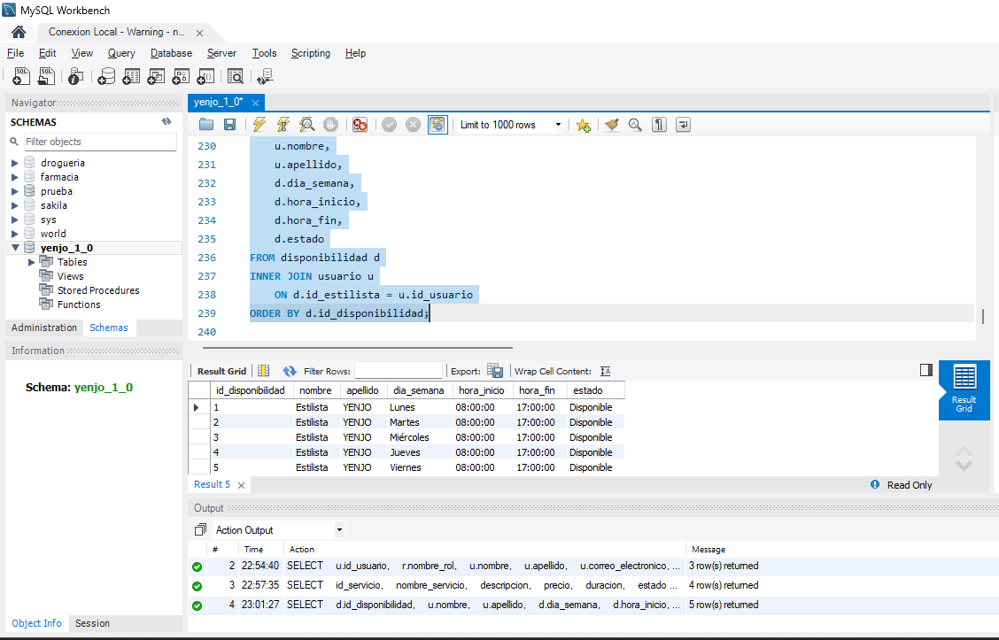 MySQL Workbench
Conexion Local - Warning - n...
File Edit View Query Database Server Tools Scripting Help
Navigator
SCHEMAS
Filter objects
drogueria
farmacia
prueba
sakila
sys
world
yenjo_1_0
Tables
Views
Stored Procedures
Functions
Administration Schemas
Information
Schema: yenjo_1_0
Object Info Session
yenjo_1_0*
Limit to 1000 rows
230 u.nombre,
231 u.apellido,
232 d.dia_semana,
233 d.hora_inicio,
234 d.hora_fin,
235 d.estado
236 FROM disponibilidad d
237 INNER JOIN usuario u
238 ON d.id_estilista = u.id_usuario
239 ORDER BY d.id_disponibilidad;
240
Result Grid Filter Rows: Export: Wrap Cell Content:
id_disponibilidad nombre apellido dia_semana hora_inicio hora_fin estado
1 Estilista YENJO Lunes 08:00:00 17:00:00 Disponible
2 Estilista YENJO Martes 08:00:00 17:00:00 Disponible
3 Estilista YENJO Miércoles 08:00:00 17:00:00 Disponible
4 Estilista YENJO Jueves 08:00:00 17:00:00 Disponible
5 Estilista YENJO Viernes 08:00:00 17:00:00 Disponible
Result
Grid
Result 5
Read Only
Output
Action Output
# Time Action Message
2 22:54:40 SELECT u.id_usuario, r.nombre_rol, u.nombre, u.apellido, u.correo_electronico, ... 3 row(s) returned
3 22:57:35 SELECT id_servicio, nombre_servicio, descripcion, precio, duracion, estado ... 4 row(s) returned
4 23:01:27 SELECT d.id_disponibilidad, u.nombre, u.apellido, d.dia_semana, d.hora_inicio, ... 5 row(s) returned